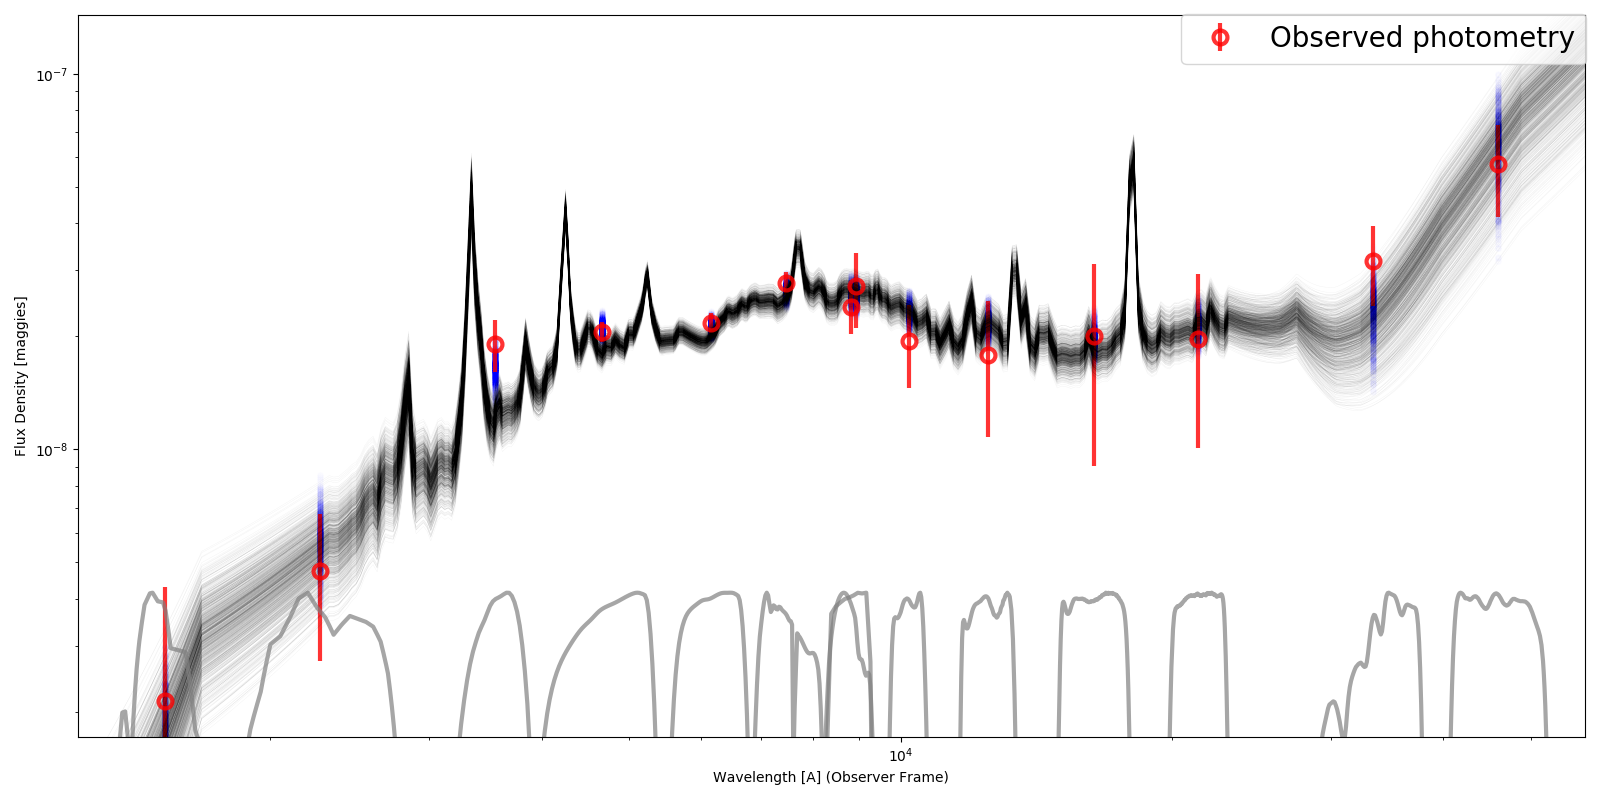 Observed photometry
10⁻⁷
10⁻⁸
Flux Density [maggies]
10⁴
Wavelength [A] (Observer Frame)